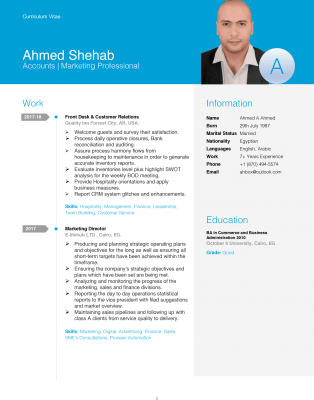 Curriculum Vitae
Ahmed Shehab
Accounts | Marketing Professional
A
Work
2017-18
Front Desk & Customer Relations
Quality Inn Forrest City, AR, USA.
➢ Welcome guests and survey their satisfaction.
➢ Process daily operational closures, Bank
reconciliation and auditing.
➢ Assure process harmony flows from
housekeeping to maintenance in order to generate
accurate inventory reports.
➢ Evaluate inventories level plus highlight SWOT
analysis for the weekly BOD meeting.
➢ Provide Hospitality orientations and apply
business measures.
➢ Report CRM system glitches and enhancements.
Skills: Hospitality, Management, Finance, Leadership,
Team Building, Customer Service
2017
Marketing Director
LTD., Cairo, EG.
➢ Producing and planning strategic operating plans
and objectives for the long as well as ensuring all
short-term targets have been achieved within the
timeframe.
➢ Ensuring the company's strategic objectives and
plans which have been set are being met.
➢ Analyzing and monitoring the progress of the
marketing, sales and finance divisions.
➢ Reporting the day to day operations statistical
reports to the vice president with filed suggestions
and market overview.
➢ Maintaining sales pipelines and following up with
class A clients from service quality to delivery.
Skills: Marketing, Digital, Advertising, Finance, Sales,
SME's Consultations, Process Automation
Information
Name Ahmed A Ahmed
Born 29th July 1987
Marital Status Married
Nationality Egyptian
Languages English, Arabic
Work 7+ Years Experience
Phone +1 (870) 494-5574
Email
Education
BA in Commerce and Business
Administration 2010
October 6 University, Cairo, EG
Grade: Good